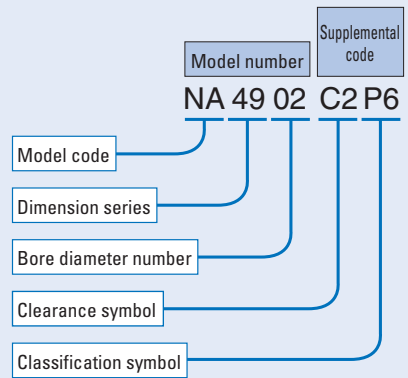 Supplemental
code
Model number
NA 49 02 C2 P6
Model code
Dimension series
Bore diameter number
Clearance symbol
Classification symbol